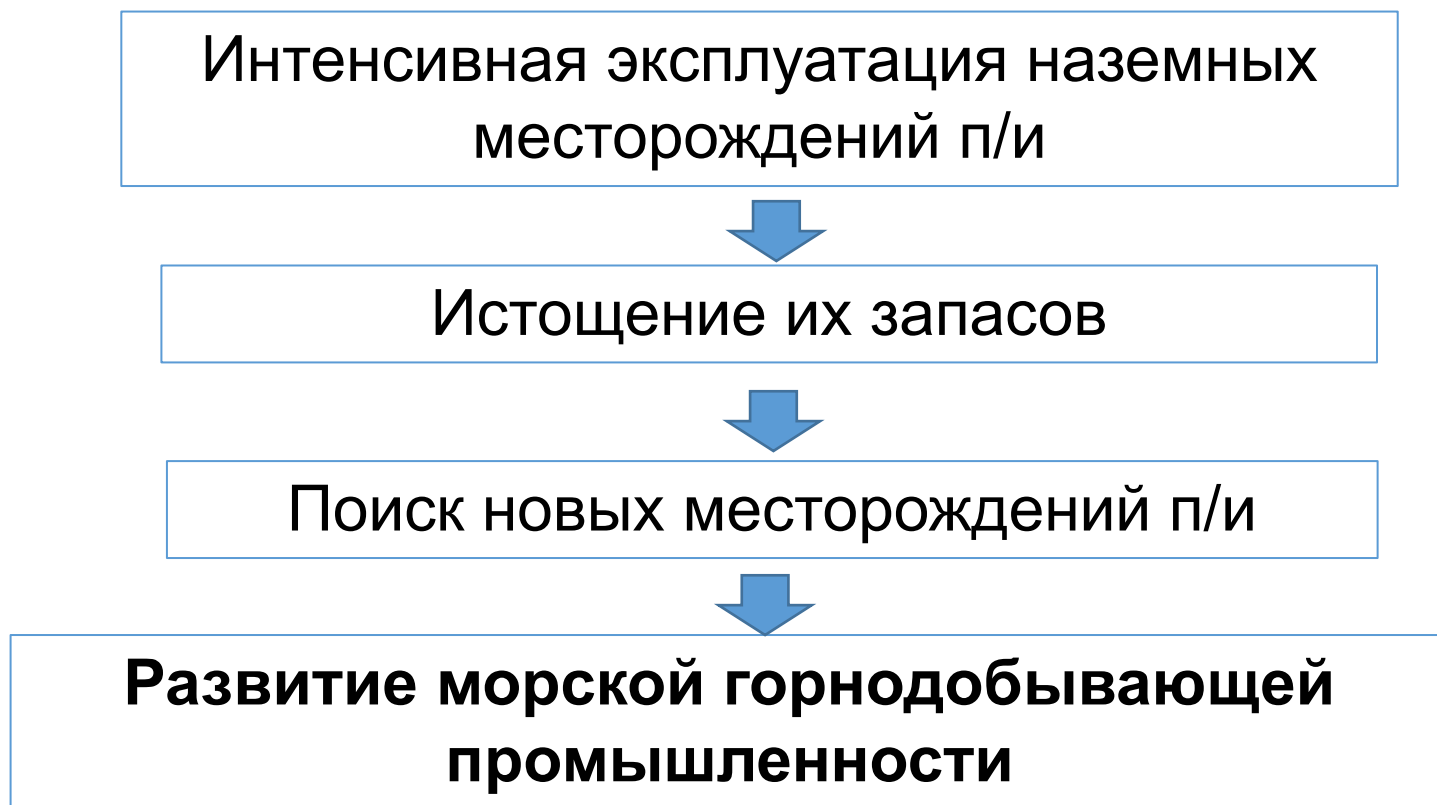 Интенсивная эксплуатация наземных
месторождений п/и
Истощение их запасов
Поиск новых месторождений п/и
Развитие морской горнодобывающей
промышленности